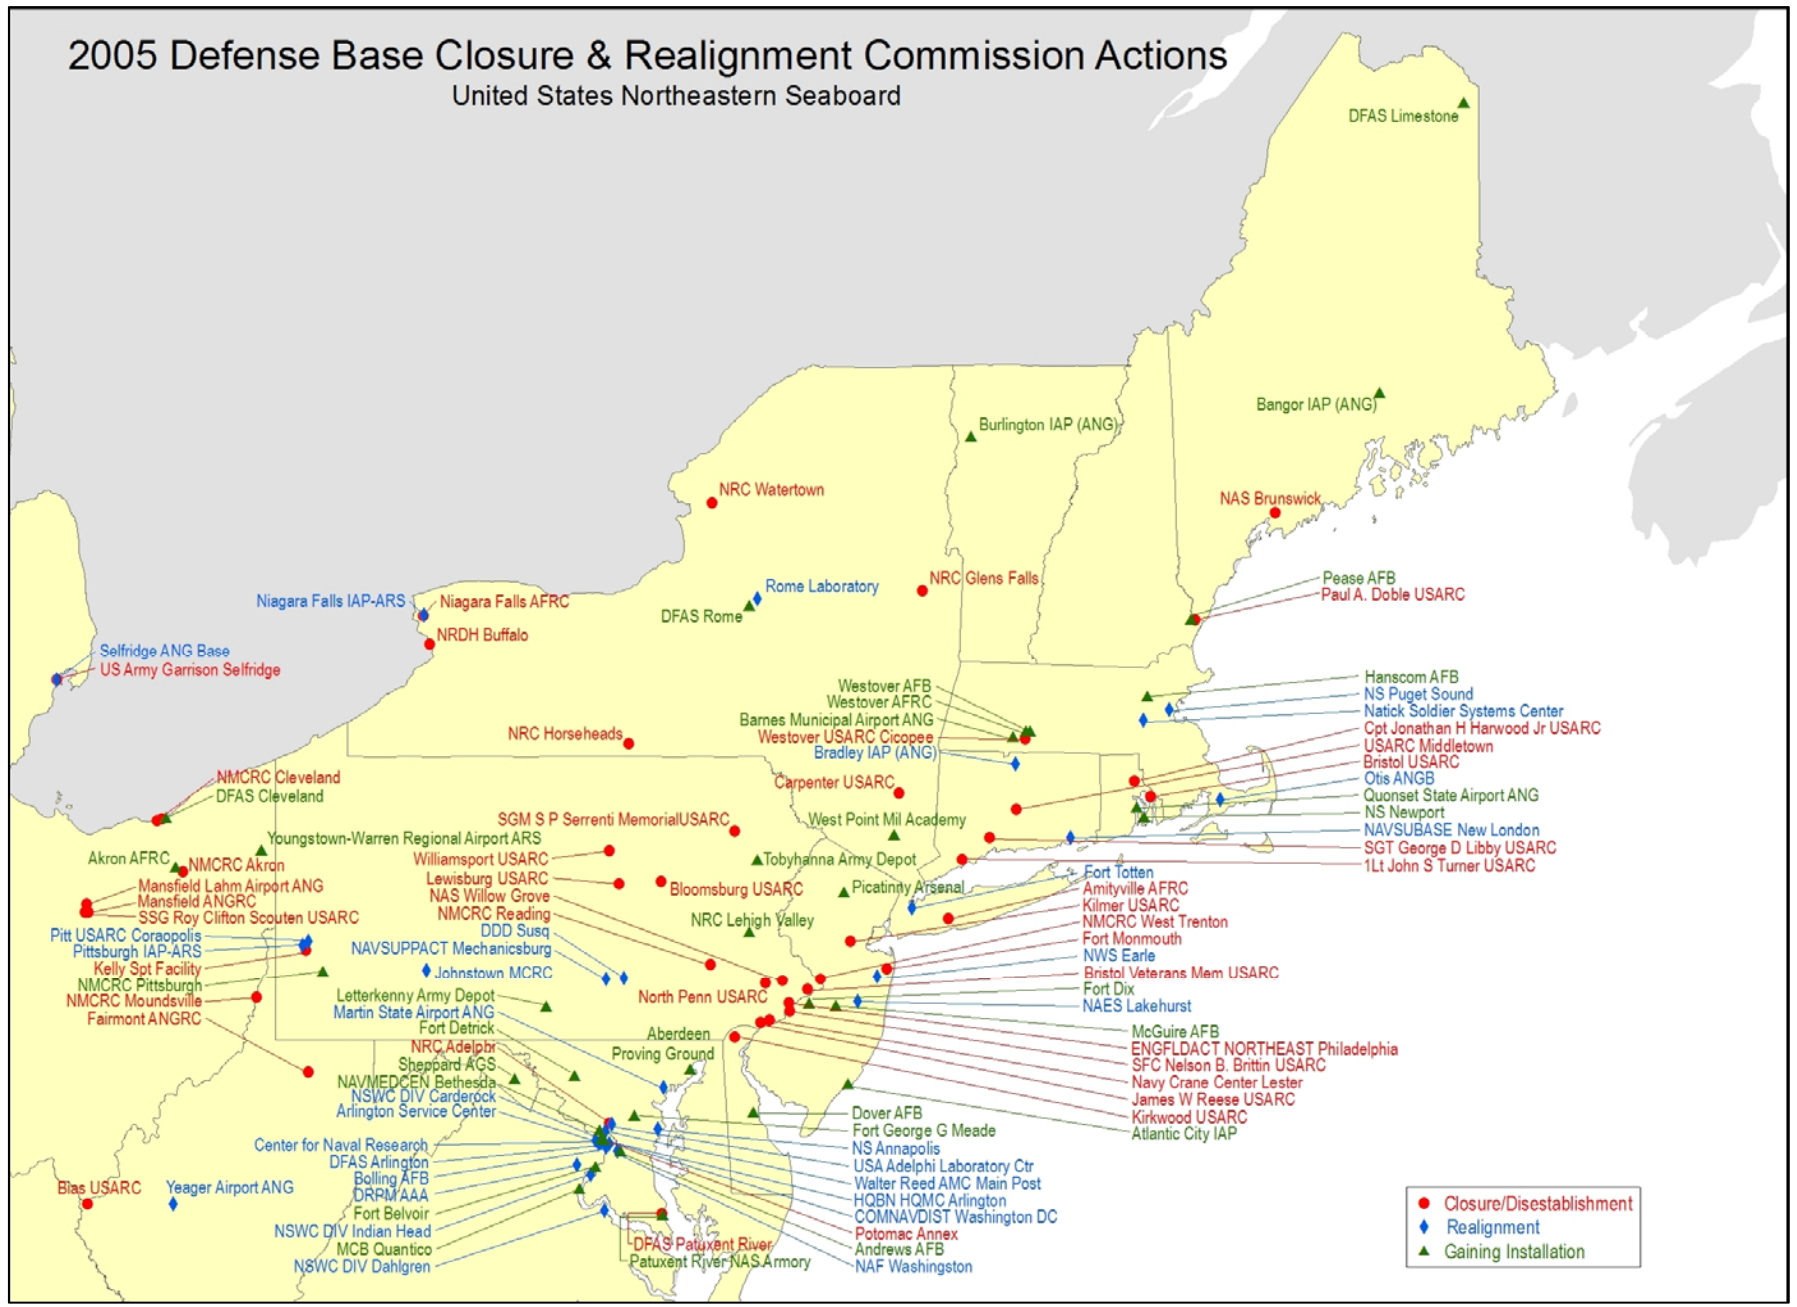 2005 Defense Base Closure & Realignment Commission Actions
United States Northeastern Seaboard
DFAS Limestone
Bangor IAP (ANG)
Burlington IAP (ANG)
NRC Watertown
NAS Brunswick
NRC Glens Falls
Rome Laboratory
DFAS Rome
Pease AFB
Paul A. Doble USARC
Niagara Falls IAP-ARS
Niagara Falls AFRC
NRDH Buffalo
Selfridge ANG Base
US Army Garrison Selfridge
Westover AFB
Westover AFRC
Barnes Municipal Airport ANG
Westover USARC Cicopee
Bradley IAP (ANG)
NRC Horseheads
Hanscom AFB
NS Puget Sound
Natick Soldier Systems Center
Cpt Jonathan H Harwood Jr USARC
USARC Middletown
Bristol USARC
Otis ANGB
Quonset State Airport ANG
NS Newport
NAVSUBASE New London
SGT George D Libby USARC
1Lt John S Turner USARC
NMCRC Cleveland
DFAS Cleveland
Carpenter USARC
SGM S P Serrenti MemorialUSARC
West Point Mil Academy
Youngstown-Warren Regional Airport ARS
Akron AFRC
NMCRC Akron
Williamsport USARC
Tobyhanna Army Depot
Lewisburg USARC
Bloomsburg USARC
Picatinny Arsenal
NAS Willow Grove
NMCRC Reading
NRC Lehigh Valley
DDD Susq
NAVSUPPACT Mechanicsburg
Mansfield Lahm Airport ANG
Mansfield ANGRC
SSG Roy Clifton Scouten USARC
Pitt USARC Coraopolis
Pittsburgh IAP-ARS
Kelly Spt Facility
NMCRC Pittsburgh
NMCRC Moundsville
Fairmont ANGRC
Johnstown MCRC
North Penn USARC
Fort Totten
Amityville AFRC
Kilmer USARC
NMCRC West Trenton
Fort Monmouth
NWS Earle
Bristol Veterans Mem USARC
Fort Dix
NAES Lakehurst
McGuire AFB
ENGFLDACT NORTHEAST Philadelphia
SFC Nelson B. Brittin USARC
Navy Crane Center Lester
James W Reese USARC
Kirkwood USARC
Atlantic City IAP
Letterkenny Army Depot
Martin State Airport ANG
Fort Detrick
NRC Adelphi
Sheppard AGS
NAVMEDCEN Bethesda
NSWC DIV Carderock
Arlington Service Center
Aberdeen
Proving Ground
Center for Naval Research
DFAS Arlington
Bolling AFB
DRPM AAA
Fort Belvoir
NSWC DIV Indian Head
MCB Quantico
NSWC DIV Dahlgren
Dover AFB
Fort George G Meade
NS Annapolis
USA Adelphi Laboratory Ctr
Walter Reed AMC Main Post
HQBN HQMC Arlington
COMNAVDIST Washington DC
Potomac Annex
Andrews AFB
NAF Washington
DFAS Patuxent River
Patuxent River NAS Armory
Bias USARC
Yeager Airport ANG
Closure/Disestablishment
Realignment
Gaining Installation